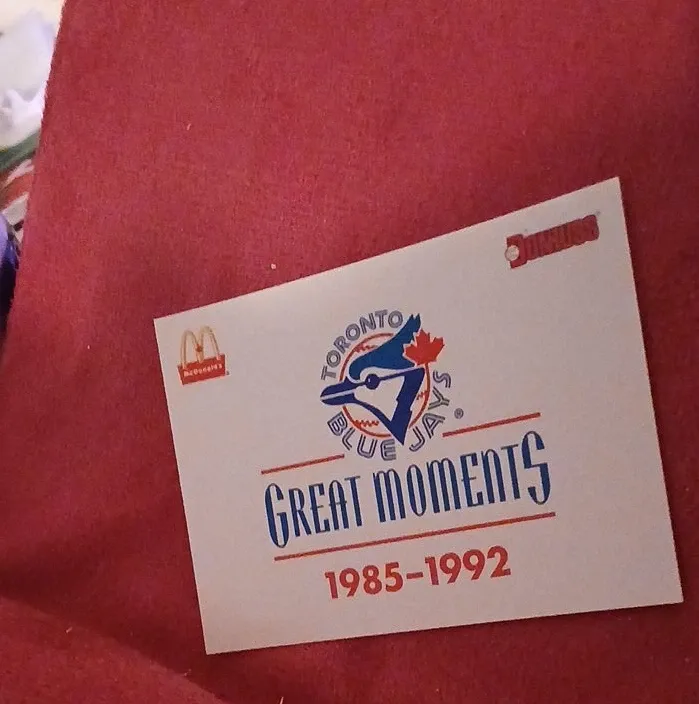 DONRUSS
McDonald's
TORONTO
BLUE JAYS
GREAT MOMENTS
1985-1992